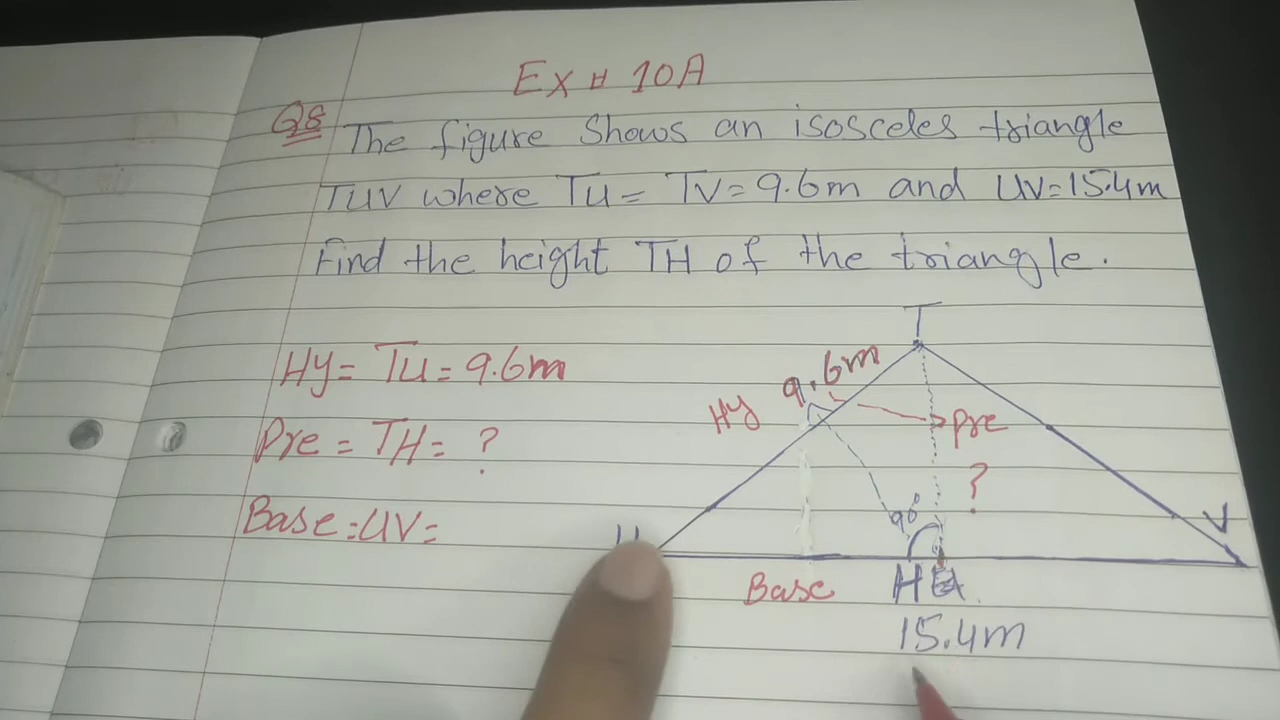 Ex # 10A
Q8
The figure Shows an isosceles triangle
TUV where TU = TV = 9.6m and UV = 15.4m
Find the height TH of the triangle.
T
Hy = TU = 9.6m
9.6m
Hy
Pre
Pre = TH = ?
?
90°
V
Base = UV =
Base
H
15.4m